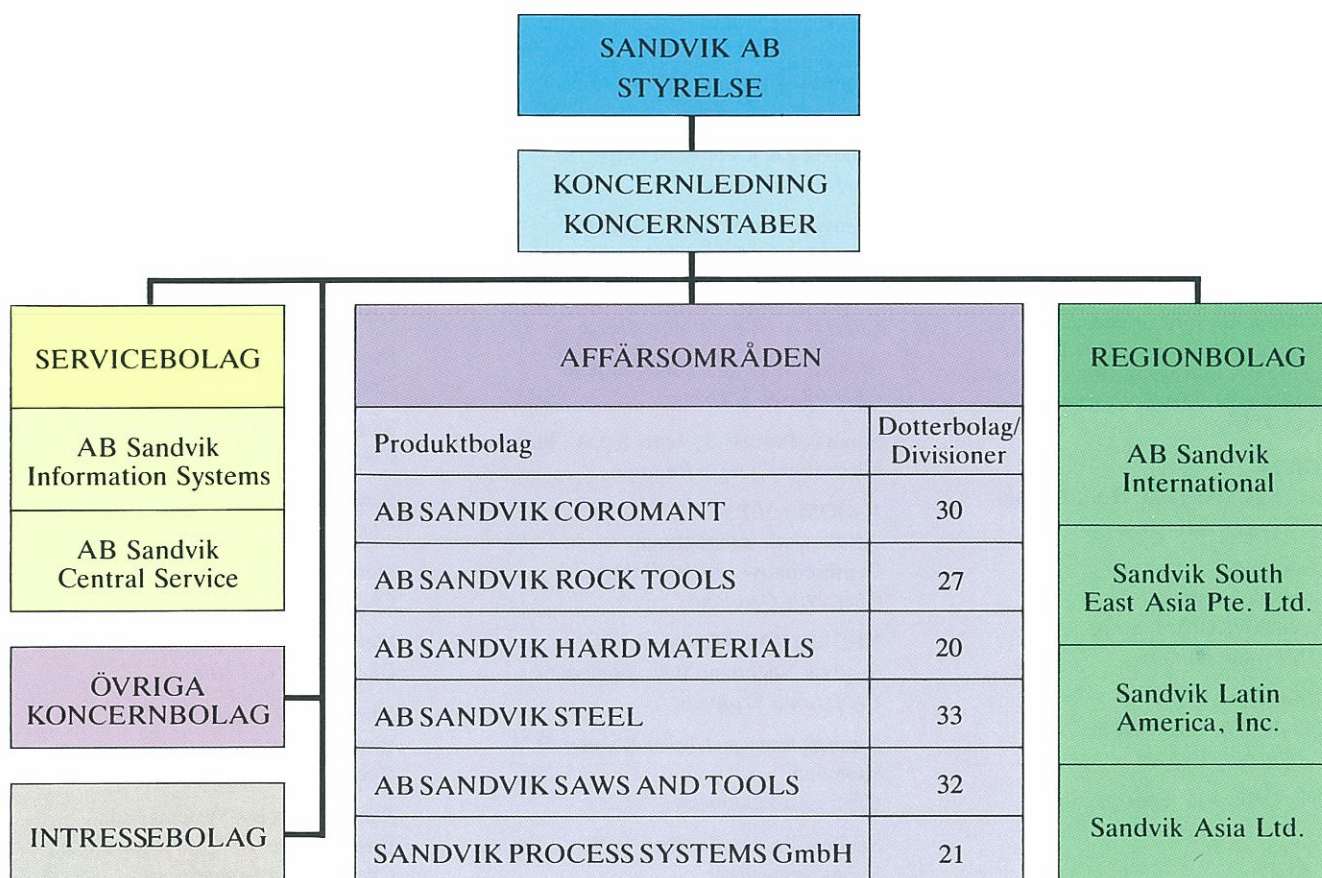 SANDVIK AB
STYRELSE
KONCERNLEDNING
KONCERNSTABER
SERVICEBOLAG
AB Sandvik
Information Systems
AB Sandvik
Central Service
ÖVRIGA
KONCERNBOLAG
INTRESSEBOLAG
AFFÄRSOMRÅDEN
Produktbolag
Dotterbolag/
Divisioner
AB SANDVIK COROMANT 30
AB SANDVIK ROCK TOOLS 27
AB SANDVIK HARD MATERIALS 20
AB SANDVIK STEEL 33
AB SANDVIK SAWS AND TOOLS 32
SANDVIK PROCESS SYSTEMS GmbH 21
REGIONBOLAG
AB Sandvik
International
Sandvik South
East Asia Pte. Ltd.
Sandvik Latin
America, Inc.
Sandvik Asia Ltd.